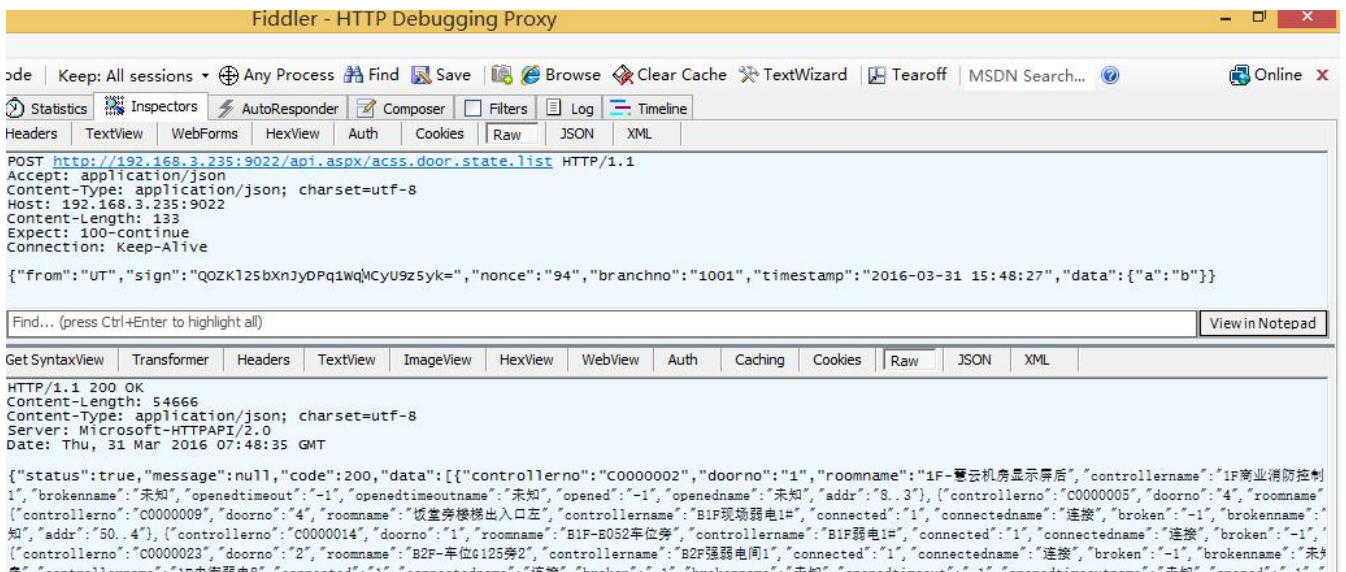 Fiddler - HTTP Debugging Proxy
ode Keep: All sessions Any Process Find Save Browse Clear Cache TextWizard Tearoff MSDN Search... Online x
Statistics Inspectors AutoResponder Composer Filters Log Timeline
Headers TextView WebForms HexView Auth Cookies Raw JSON XML
POST http://192.168.3.235:9022/api.aspx/acss.door.state.list HTTP/1.1
Accept: application/json
Content-Type: application/json; charset=utf-8
Host: 192.168.3.235:9022
Content-Length: 133
Expect: 100-continue
Connection: Keep-Alive
{"from":"UT","sign":"QOZKl25bXnJyDPq1WqMCyU9z5yk=","nonce":"94","branchno":"1001","timestamp":"2016-03-31 15:48:27","data":{"a":"b"}}
Find... (press Ctrl+Enter to highlight all) View in Notepad
Get SyntaxView Transformer Headers TextView ImageView HexView WebView Auth Caching Cookies Raw JSON XML
HTTP/1.1 200 OK
Content-Length: 54666
Content-Type: application/json; charset=utf-8
Server: Microsoft-HTTPAPI/2.0
Date: Thu, 31 Mar 2016 07:48:35 GMT
{"status":true,"message":null,"code":200,"data":[{"controllerno":"C0000002","doorno":"1","roomname":"1F-慧云机房显示屏后","controllername":"1F商业消防控制
1","brokenname":"未知","openedtimeout":"-1","openedtimeoutname":"未知","opened":"-1","openedname":"未知","addr":"8..3"},{"controllerno":"C0000005","doorno":"4","roomname"
{"controllerno":"C0000009","doorno":"4","roomname":"饭堂旁楼梯出入口左","controllername":"B1F现场弱电1#","connected":"1","connectedname":"连接","broken":"-1","brokenname":"
知","addr":"50..4"},{"controllerno":"C0000014","doorno":"1","roomname":"B1F-B052车位旁","controllername":"B1F弱电1#","connected":"1","connectedname":"连接","broken":"-1","
{"controllerno":"C0000023","doorno":"2","roomname":"B2F-车位G125旁2","controllername":"B2F强弱电间1","connected":"1","connectedname":"连接","broken":"-1","brokenname":"未知